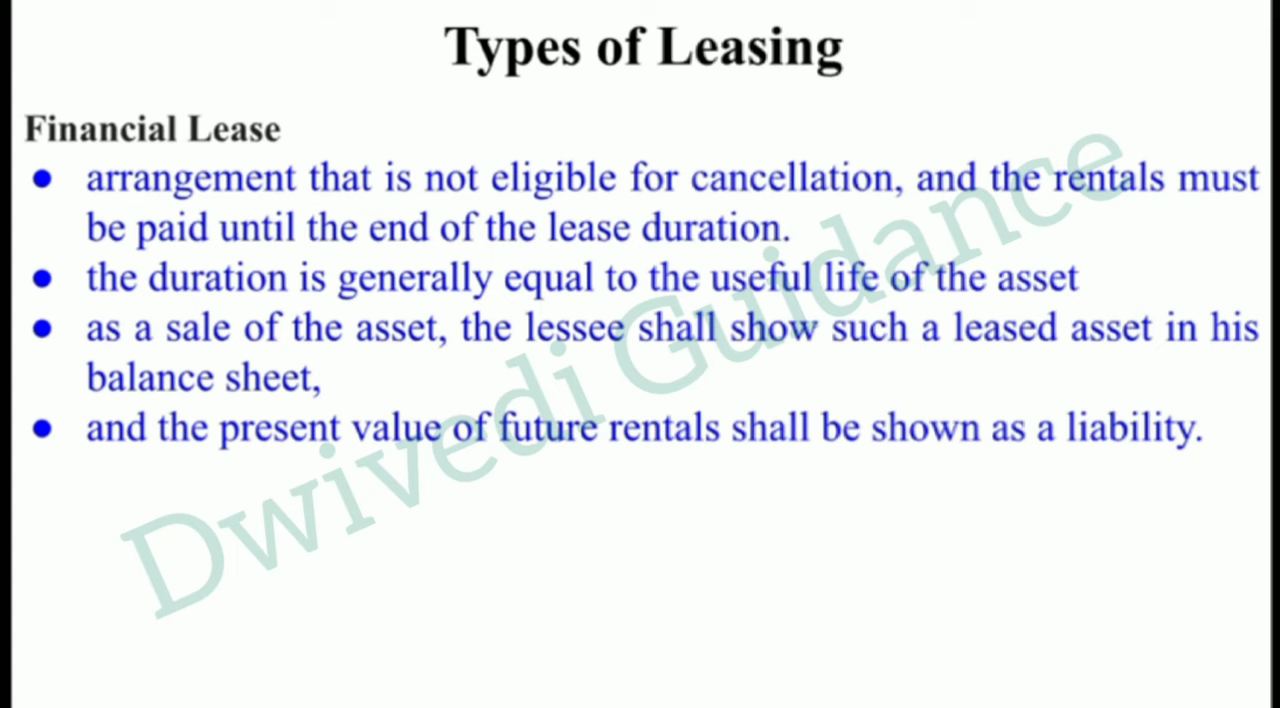 Types of Leasing
Financial Lease
● arrangement that is not eligible for cancellation, and the rentals must
be paid until the end of the lease duration.
● the duration is generally equal to the useful life of the asset
● as a sale of the asset, the lessee shall show such a leased asset in his
balance sheet,
● and the present value of future rentals shall be shown as a liability.
Dwivedi Guidance